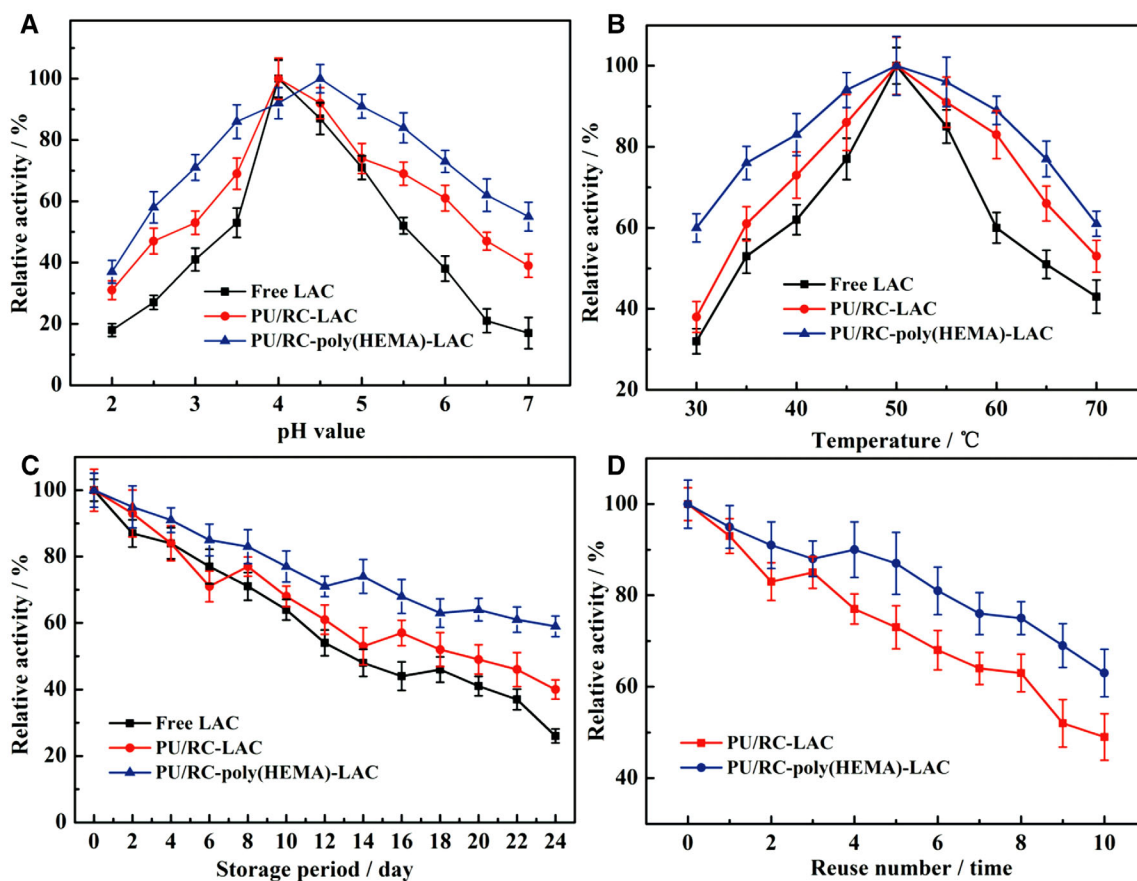 A
Relative activity / %
100
80
60
40
20
0
Free LAC
PU/RC-LAC
PU/RC-poly(HEMA)-LAC
2 3 4 5 6 7
pH value
B
Relative activity / %
100
80
60
40
20
Free LAC
PU/RC-LAC
PU/RC-poly(HEMA)-LAC
30 40 50 60 70
Temperature / ℃
C
Relative activity / %
100
80
60
40
20
0
Free LAC
PU/RC-LAC
PU/RC-poly(HEMA)-LAC
0 2 4 6 8 10 12 14 16 18 20 22 24
Storage period / day
D
Relative activity / %
100
80
60
40
PU/RC-LAC
PU/RC-poly(HEMA)-LAC
0 2 4 6 8 10
Reuse number / time